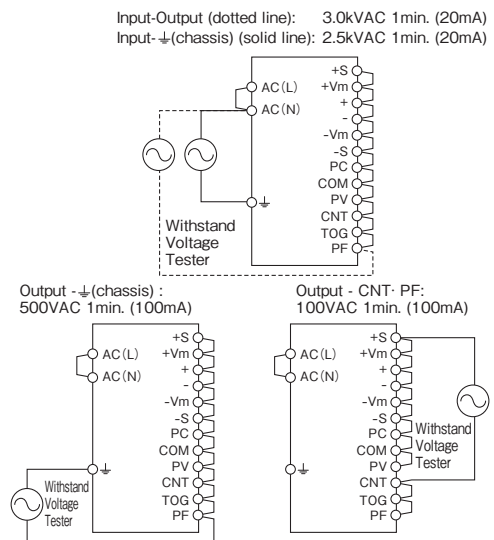 Input-Output (dotted line): 3.0kVAC 1min. (20mA)
Input-⏚(chassis) (solid line): 2.5kVAC 1min. (20mA)
AC(L)
AC(N)
⏚
+S
+Vm
+
-
-Vm
-S
PC
COM
PV
CNT
TOG
PF
Withstand
Voltage
Tester
Output -⏚(chassis) :
500VAC 1min. (100mA)
AC(L)
AC(N)
⏚
+S
+Vm
+
-
-Vm
-S
PC
COM
PV
CNT
TOG
PF
Withstand
Voltage
Tester
Output - CNT· PF:
100VAC 1min. (100mA)
AC(L)
AC(N)
⏚
+S
+Vm
+
-
-Vm
-S
PC
COM
PV
CNT
TOG
PF
Withstand
Voltage
Tester